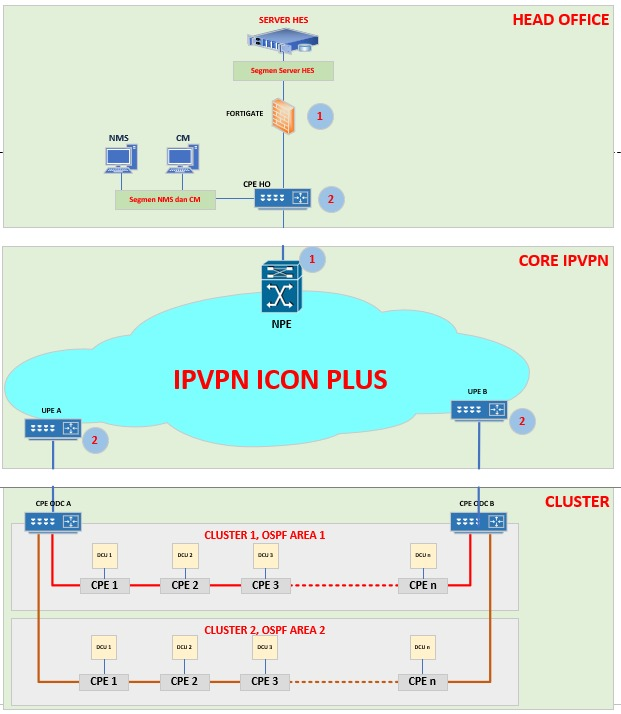 SERVER HES
HEAD OFFICE
Segmen Server HES
FORTIGATE
1
NMS
CM
CPE HO
Segmen NMS dan CM
2
1
CORE IPVPN
NPE
IPVPN ICON PLUS
UPE A
2
UPE B
2
CPE ODC A
CPE ODC B
CLUSTER
CLUSTER 1, OSPF AREA 1
DCU 1
DCU 2
DCU 3
DCU n
CPE 1
CPE 2
CPE 3
CPE n
CLUSTER 2, OSPF AREA 2
DCU 1
DCU 2
DCU 3
DCU n
CPE 1
CPE 2
CPE 3
CPE n